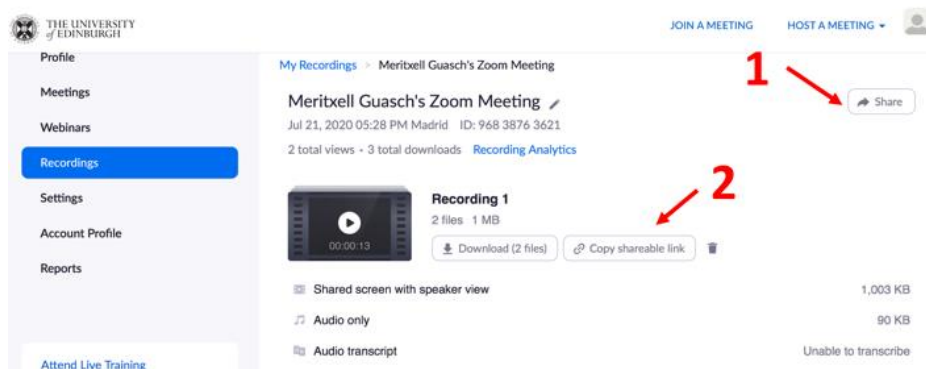 THE UNIVERSITY
of EDINBURGH
JOIN A MEETING
HOST A MEETING
Profile
Meetings
Webinars
Recordings
Settings
Account Profile
Reports
Attend Live Training
My Recordings > Meritxell Guasch's Zoom Meeting
1
Meritxell Guasch's Zoom Meeting
Share
Jul 21, 2020 05:28 PM Madrid ID: 968 3876 3621
2 total views • 3 total downloads Recording Analytics
2
Recording 1
2 files 1 MB
00:00:13
Download (2 files)
Copy shareable link
Shared screen with speaker view 1,003 KB
Audio only 90 KB
Audio transcript Unable to transcribe